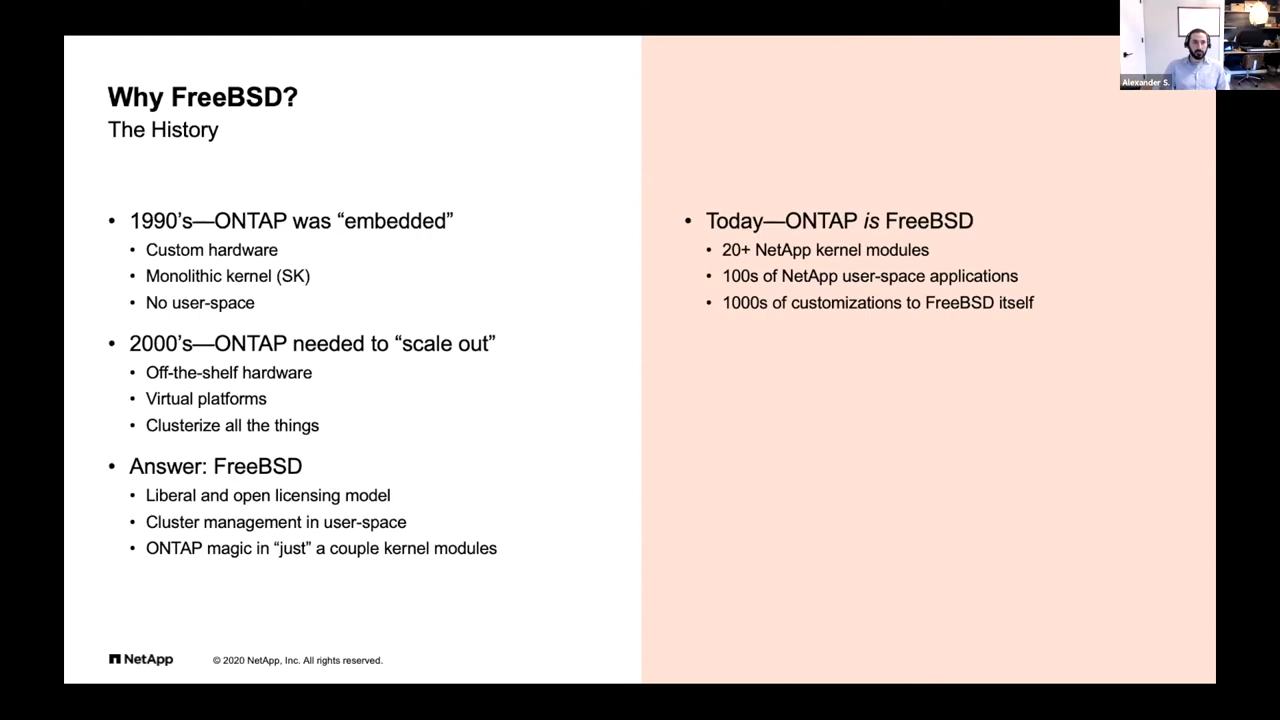 Why FreeBSD?
The History
• 1990’s—ONTAP was “embedded”
• Custom hardware
• Monolithic kernel (SK)
• No user-space
• 2000’s—ONTAP needed to “scale out”
• Off-the-shelf hardware
• Virtual platforms
• Clusterize all the things
• Answer: FreeBSD
• Liberal and open licensing model
• Cluster management in user-space
• ONTAP magic in “just” a couple kernel modules
• Today—ONTAP is FreeBSD
• 20+ NetApp kernel modules
• 100s of NetApp user-space applications
• 1000s of customizations to FreeBSD itself
NetApp
© 2020 NetApp, Inc. All rights reserved.
Alexander S.